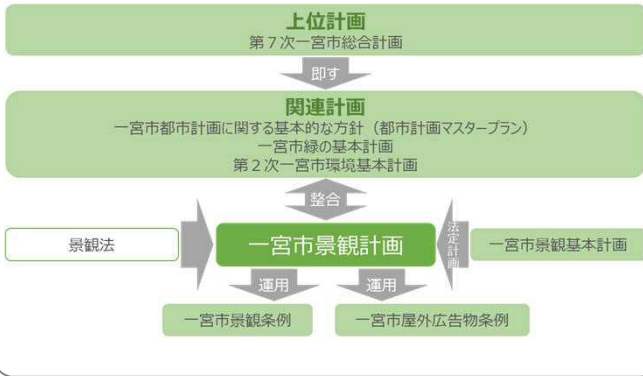 上位計画
第７次一宮市総合計画
即す
関連計画
一宮市都市計画に関する基本的な方針（都市計画マスタープラン）
一宮市緑の基本計画
第２次一宮市環境基本計画
整合
景観法
一宮市景観計画
法定計画
一宮市景観基本計画
運用
運用
一宮市景観条例
一宮市屋外広告物条例